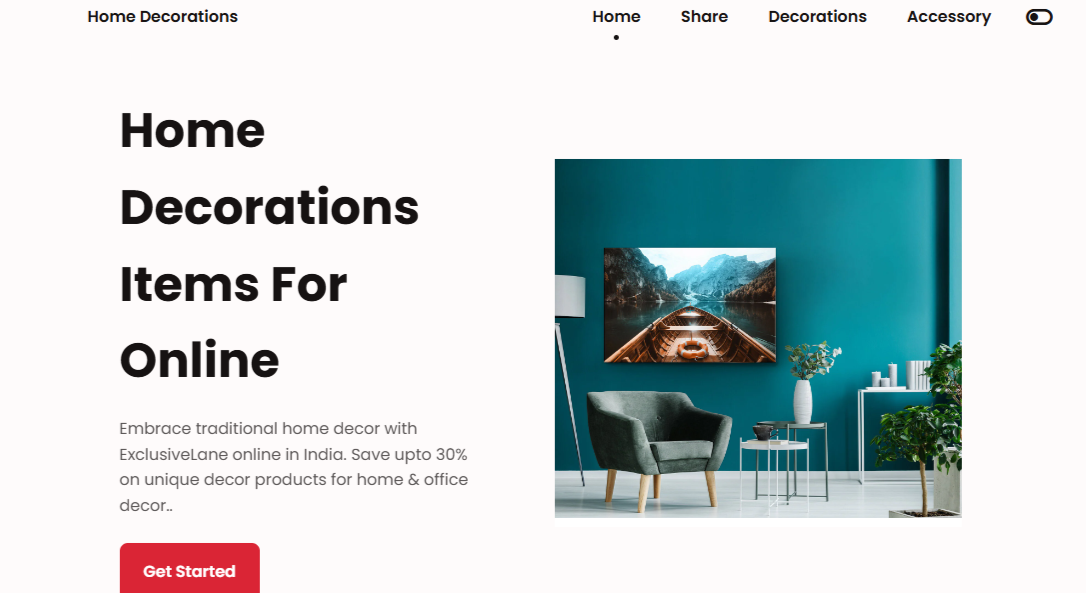 Home Decorations
Home Share Decorations Accessory
Home
Decorations
Items For
Online
Embrace traditional home decor with
ExclusiveLane online in India. Save upto 30%
on unique decor products for home & office
decor..
Get Started